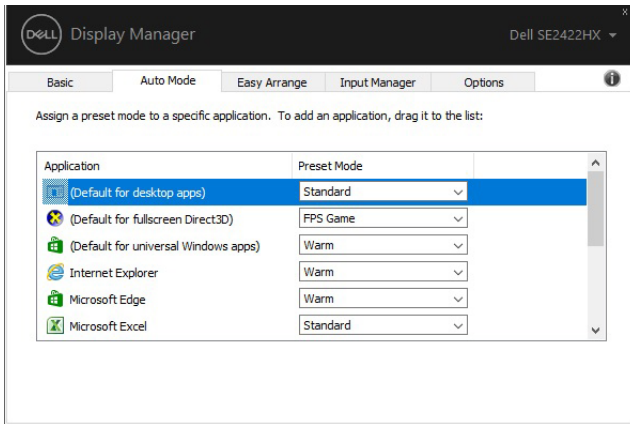 x
DELL Display Manager Dell SE2422HX
Basic Auto Mode Easy Arrange Input Manager Options
Assign a preset mode to a specific application. To add an application, drag it to the list:
Application Preset Mode
(Default for desktop apps) Standard
(Default for fullscreen Direct3D) FPS Game
(Default for universal Windows apps) Warm
Internet Explorer Warm
Microsoft Edge Warm
Microsoft Excel Standard